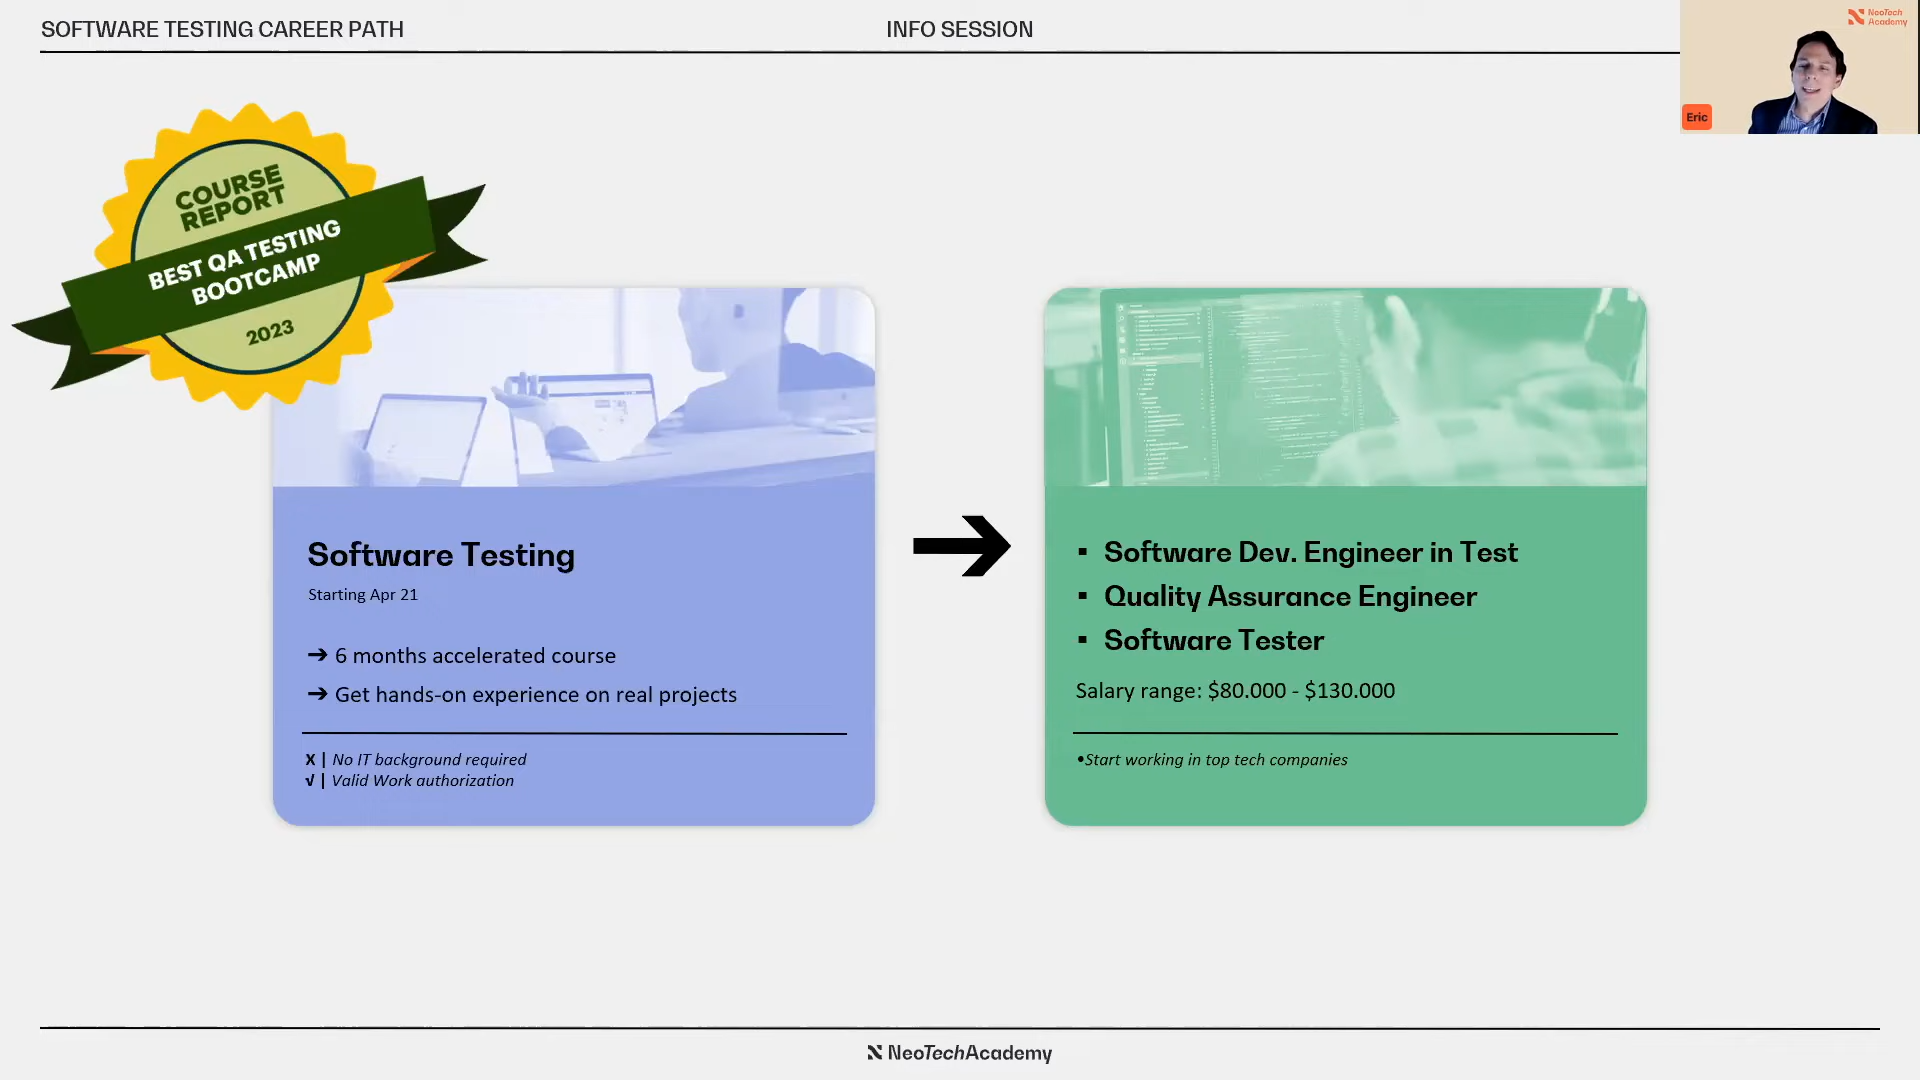 SOFTWARE TESTING CAREER PATH
INFO SESSION
NeoTech
Academy
Eric
COURSE
REPORT
BEST QA TESTING
BOOTCAMP
2023
Software Testing
Starting Apr 21
➔ 6 months accelerated course
➔ Get hands-on experience on real projects
X | No IT background required
√ | Valid Work authorization
▪ Software Dev. Engineer in Test
▪ Quality Assurance Engineer
▪ Software Tester
Salary range: $80.000 - $130.000
•Start working in top tech companies
NeoTechAcademy